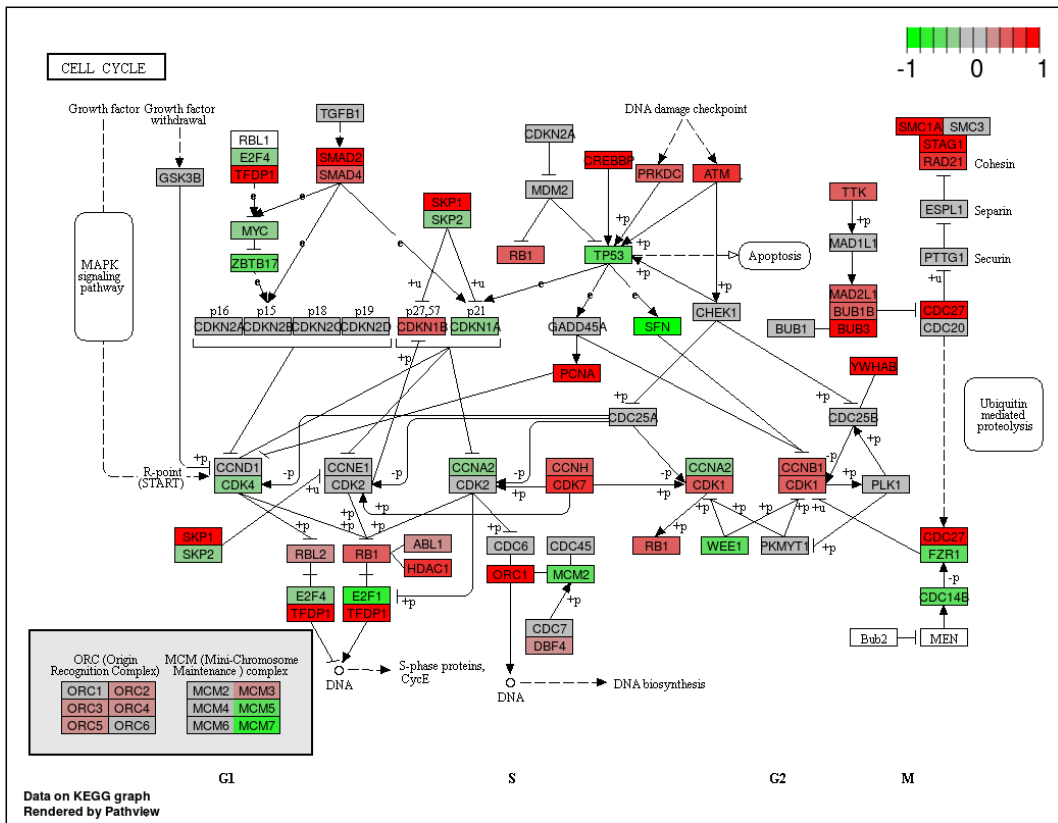 -1 0 1
CELL CYCLE
Growth factor
Growth factor
withdrawal
RBL1
E2F4
TFDP1
TGFB1
SMAD2
SMAD4
GSK3B
MYC
ZBTB17
MAPK
signaling
pathway
e
e
e
e
SKP1
SKP2
+u
+u
CDKN2A
MDM2
RB1
DNA damage checkpoint
CREBBP
PRKDC
ATM
+p
+p
+p
TP53
Apoptosis
e
e
e
p16
p15
p18
p19
CDKN2A
CDKN2B
CDKN2C
CDKN2D
p27,57
p21
CDKN1B
CDKN1A
+p
GADD45A
SFN
CHEK1
PCNA
SMC1A
SMC3
STAG1
RAD21
Cohesin
TTK
+p
MAD1L1
ESPL1
Separin
PTTG1
Securin
+u
MAD2L1
BUB1B
BUB3
BUB1
CDC27
CDC20
YWHAB
Ubiquitin
mediated
proteolysis
+p
+p
+p
CDC25A
CDC25B
R-point
(START)
+p
CCND1
CDK4
-p
CCNE1
CDK2
-p
+u
CCNA2
CDK2
-p
+p
CCNH
CDK7
-p
+p
CCNA2
CDK1
CCNB1
CDK1
-p
+p
+p
PLK1
SKP1
SKP2
+p
+p
+p
+p
+p
RBL2
RB1
ABL1
HDAC1
E2F4
TFDP1
E2F1
TFDP1
+p
DNA
S-phase proteins,
CycE
CDC6
CDC45
ORC1
MCM2
+p
CDC7
DBF4
DNA
DNA biosynthesis
+p
+p
+p
+u
+p
RB1
WEE1
PKMYT1
CDC27
FZR1
-p
CDC14B
Bub2
MEN
ORC (Origin
Recognition Complex)
ORC1
ORC2
ORC3
ORC4
ORC5
ORC6
MCM (Mini-Chromosome
Maintenance ) complex
MCM2
MCM3
MCM4
MCM5
MCM6
MCM7
G1
S
G2
M
Data on KEGG graph
Rendered by Pathview